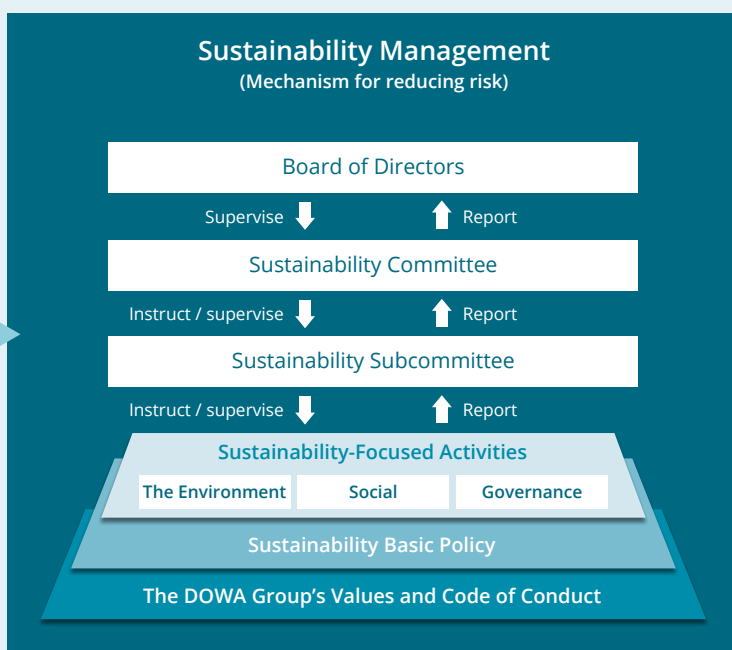 Sustainability Management
(Mechanism for reducing risk)
Board of Directors
Supervise Report
Sustainability Committee
Instruct / supervise Report
Sustainability Subcommittee
Instruct / supervise Report
Sustainability-Focused Activities
The Environment Social Governance
Sustainability Basic Policy
The DOWA Group’s Values and Code of Conduct